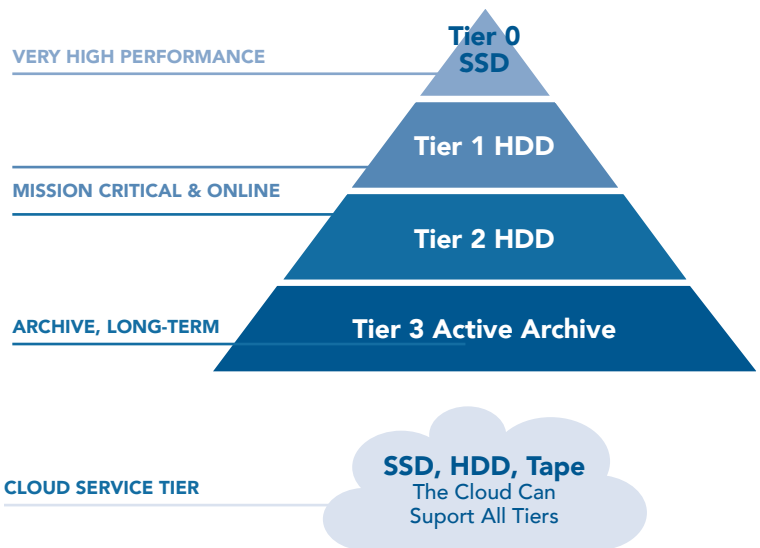 Tier 0
SSD
VERY HIGH PERFORMANCE
Tier 1 HDD
MISSION CRITICAL & ONLINE
Tier 2 HDD
ARCHIVE, LONG-TERM
Tier 3 Active Archive
SSD, HDD, Tape
The Cloud Can
Suport All Tiers
CLOUD SERVICE TIER